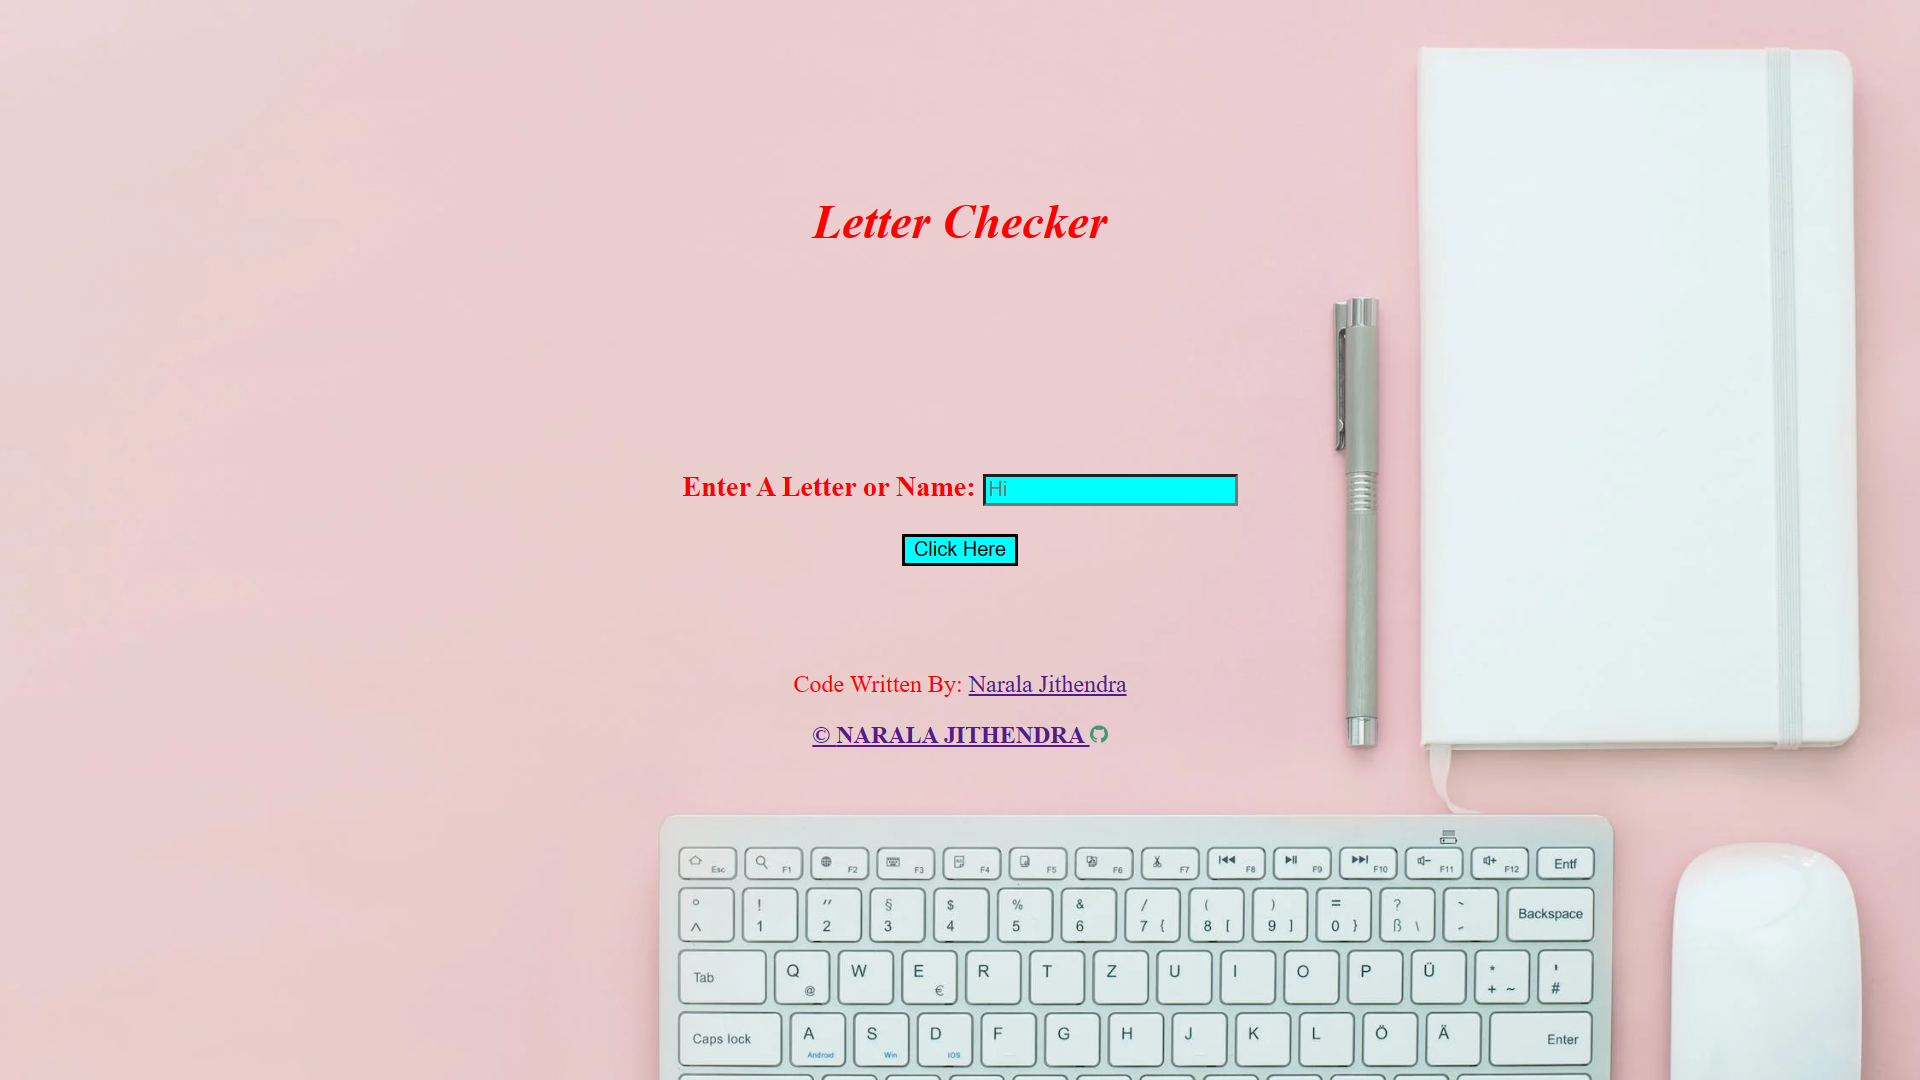 Letter Checker
Enter A Letter or Name: Hi
Click Here
Code Written By: Narala Jithendra
© NARALA JITHENDRA
Esc F1 F2 F3 F4 F5 F6 F7 F8 F9 F10 F11 F12 Entf
° ! " § $ % & / ( ) = ? ` Backspace
^ 1 2 3 4 5 6 7 { 8 [ 9 ] 0 } ß \ ´
Tab Q W E R T Z U I O P Ü * '
@ € + ~ #
Caps lock A S D F G H J K L Ö Ä Enter
Android Win iOS